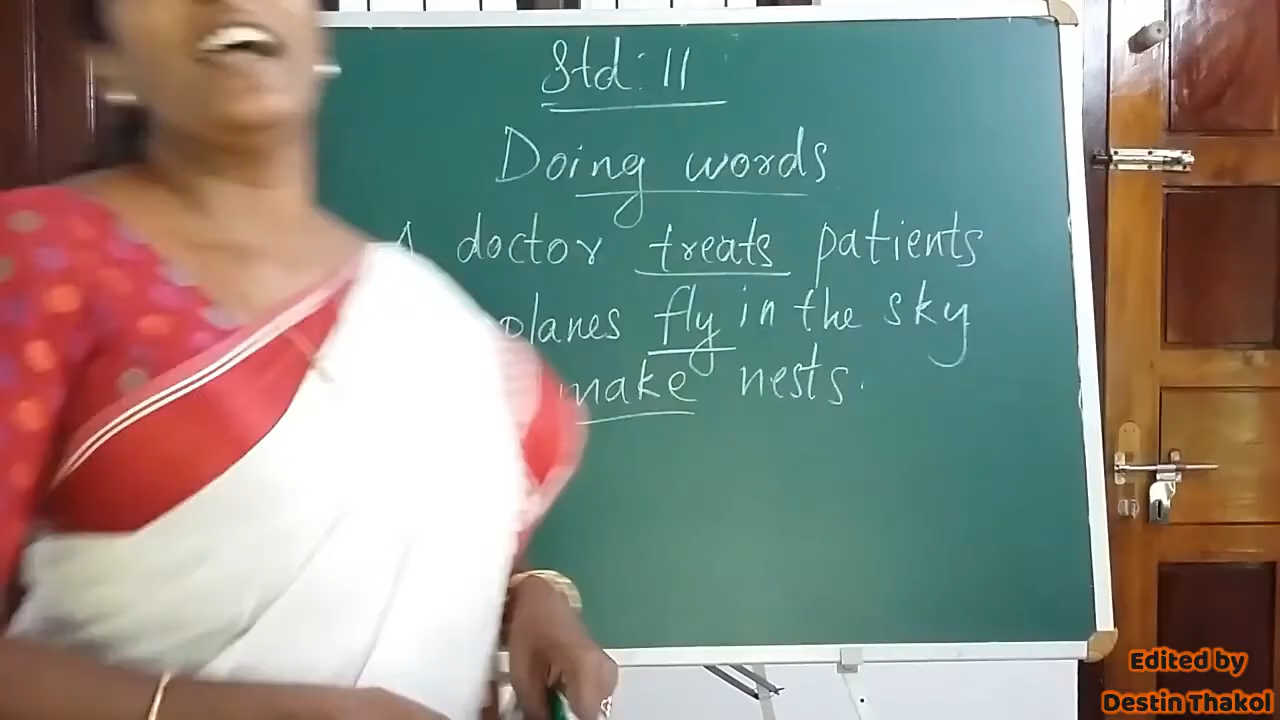 Std: II
Doing words
A doctor treats patients
planes fly in the sky
make nests.
Edited by
Destin Thakol